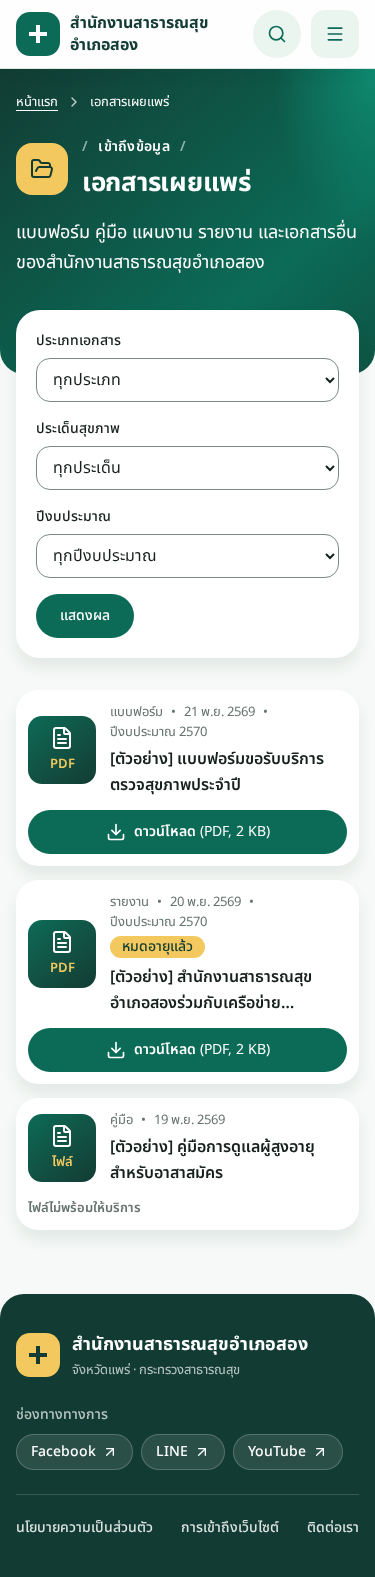 สำนักงานสาธารณสุข
อำเภอสอง
หน้าแรก > เอกสารเผยแพร่
/ เข้าถึงข้อมูล /
เอกสารเผยแพร่
แบบฟอร์ม คู่มือ แผนงาน รายงาน และเอกสารอื่น
ของสำนักงานสาธารณสุขอำเภอสอง
ประเภทเอกสาร
ทุกประเภท
ประเด็นสุขภาพ
ทุกประเด็น
ปีงบประมาณ
ทุกปีงบประมาณ
แสดงผล
แบบฟอร์ม • 21 พ.ย. 2569 •
ปีงบประมาณ 2570
PDF
[ตัวอย่าง] แบบฟอร์มขอรับบริการ
ตรวจสุขภาพประจำปี
ดาวน์โหลด (PDF, 2 KB)
รายงาน • 20 พ.ย. 2569 •
ปีงบประมาณ 2570
หมดอายุแล้ว
PDF
[ตัวอย่าง] สำนักงานสาธารณสุข
อำเภอสองร่วมกับเครือข่าย...
ดาวน์โหลด (PDF, 2 KB)
คู่มือ • 19 พ.ย. 2569
ไฟล์
[ตัวอย่าง] คู่มือการดูแลผู้สูงอายุ
สำหรับอาสาสมัคร
ไฟล์ไม่พร้อมให้บริการ
สำนักงานสาธารณสุขอำเภอสอง
จังหวัดแพร่ · กระทรวงสาธารณสุข
ช่องทางทางการ
Facebook LINE YouTube
นโยบายความเป็นส่วนตัว การเข้าถึงเว็บไซต์ ติดต่อเรา